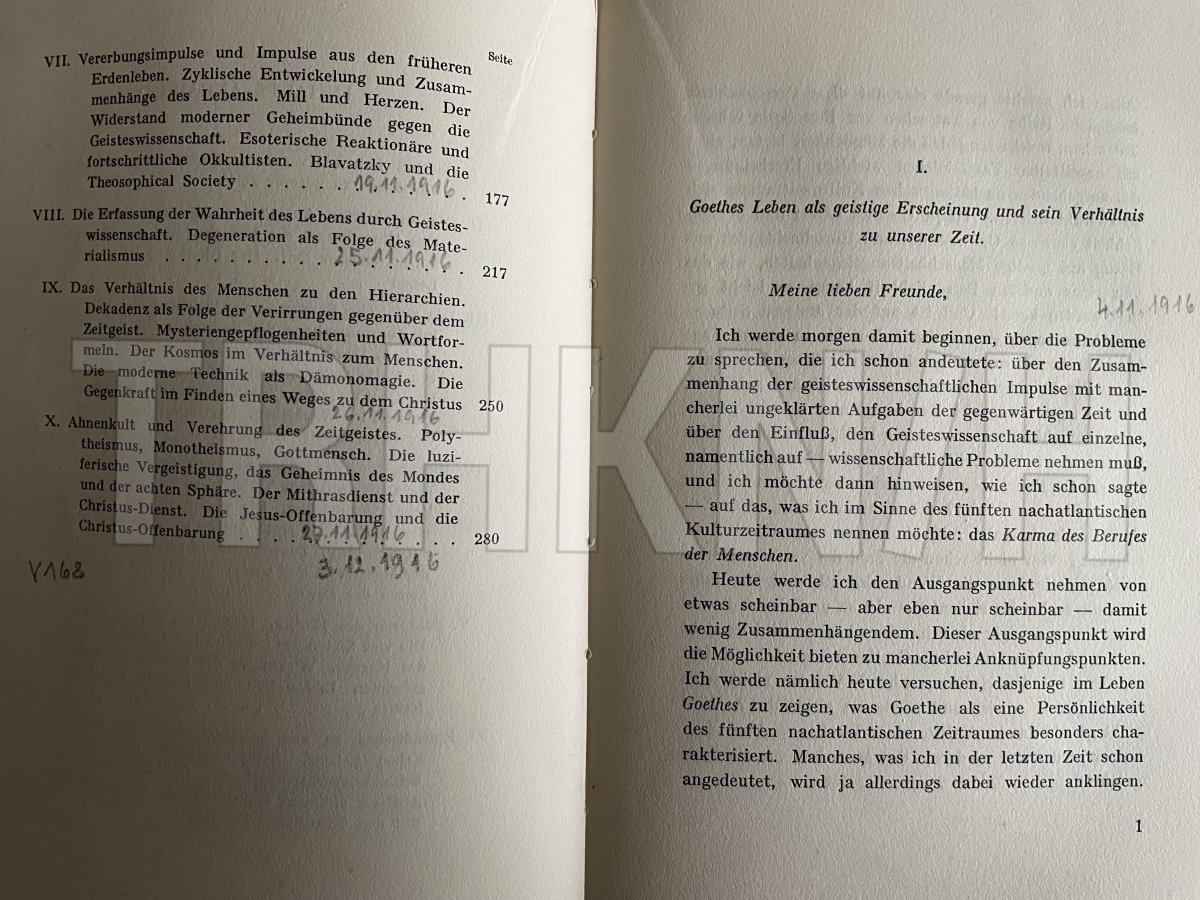 Seite
VII. Vererbungsimpulse und Impulse aus den früheren
Erdenleben. Zyklische Entwickelung und Zusam-
menhänge des Lebens. Mill und Herzen. Der
Widerstand moderner Geheimbünde gegen die
Geisteswissenschaft. Esoterische Reaktionäre und
fortschrittliche Okkultisten. Blavatzky und die
Theosophical Society . . . . . . . . . . . . . 177
19.11.1916
VIII. Die Erfassung der Wahrheit des Lebens durch Geistes-
wissenschaft. Degeneration als Folge des Mate-
rialismus . . . . . . . . . . . . . . . . . . 217
25.11.1916
IX. Das Verhältnis des Menschen zu den Hierarchien.
Dekadenz als Folge der Verirrungen gegenüber dem
Zeitgeist. Mysteriengepflogenheiten und Wortfor-
meln. Der Kosmos im Verhältnis zum Menschen.
Die moderne Technik als Dämonomagie. Die
Gegenkraft im Finden eines Weges zu dem Christus 250
26.11.1916
X. Ahnenkult und Verehrung des Zeitgeistes. Poly-
theismus, Monotheismus, Gottmensch. Die luzi-
ferische Vergeistigung, das Geheimnis des Mondes
und der achten Sphäre. Der Mithrasdienst und der
Christus-Dienst. Die Jesus-Offenbarung und die
Christus-Offenbarung . . . . . . . . . . . . . 280
27.11.1916
3.12.1916
V168
I.
Goethes Leben als geistige Erscheinung und sein Verhältnis
zu unserer Zeit.
Meine lieben Freunde,
4.11.1916
Ich werde morgen damit beginnen, über die Probleme
zu sprechen, die ich schon andeutete: über den Zusam-
menhang der geisteswissenschaftlichen Impulse mit man-
cherlei ungeklärten Aufgaben der gegenwärtigen Zeit und
über den Einfluß, den Geisteswissenschaft auf einzelne,
namentlich auf — wissenschaftliche Probleme nehmen muß,
und ich möchte dann hinweisen, wie ich schon sagte
— auf das, was ich im Sinne des fünften nachatlantischen
Kulturzeitraumes nennen möchte: das Karma des Berufes
der Menschen.
Heute werde ich den Ausgangspunkt nehmen von
etwas scheinbar — aber eben nur scheinbar — damit
wenig Zusammenhängendem. Dieser Ausgangspunkt wird
die Möglichkeit bieten zu mancherlei Anknüpfungspunkten.
Ich werde nämlich heute versuchen, dasjenige im Leben
Goethes zu zeigen, was Goethe als eine Persönlichkeit
des fünften nachatlantischen Zeitraumes besonders cha-
rakterisiert. Manches, was ich in der letzten Zeit schon
angedeutet, wird ja allerdings dabei wieder anklingen.
1